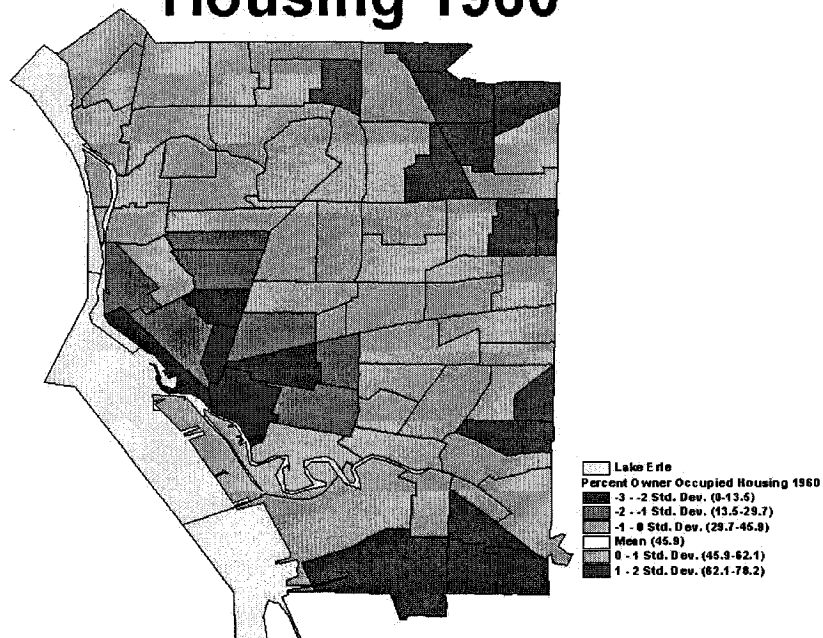 Housing 1960
Lake Erie
Percent Owner Occupied Housing 1960
-3 - -2 Std. Dev. (0-13.5)
-2 - -1 Std. Dev. (13.5-29.7)
-1 - 0 Std. Dev. (29.7-45.9)
Mean (45.9)
0 - 1 Std. Dev. (45.9-62.1)
1 - 2 Std. Dev. (62.1-78.2)